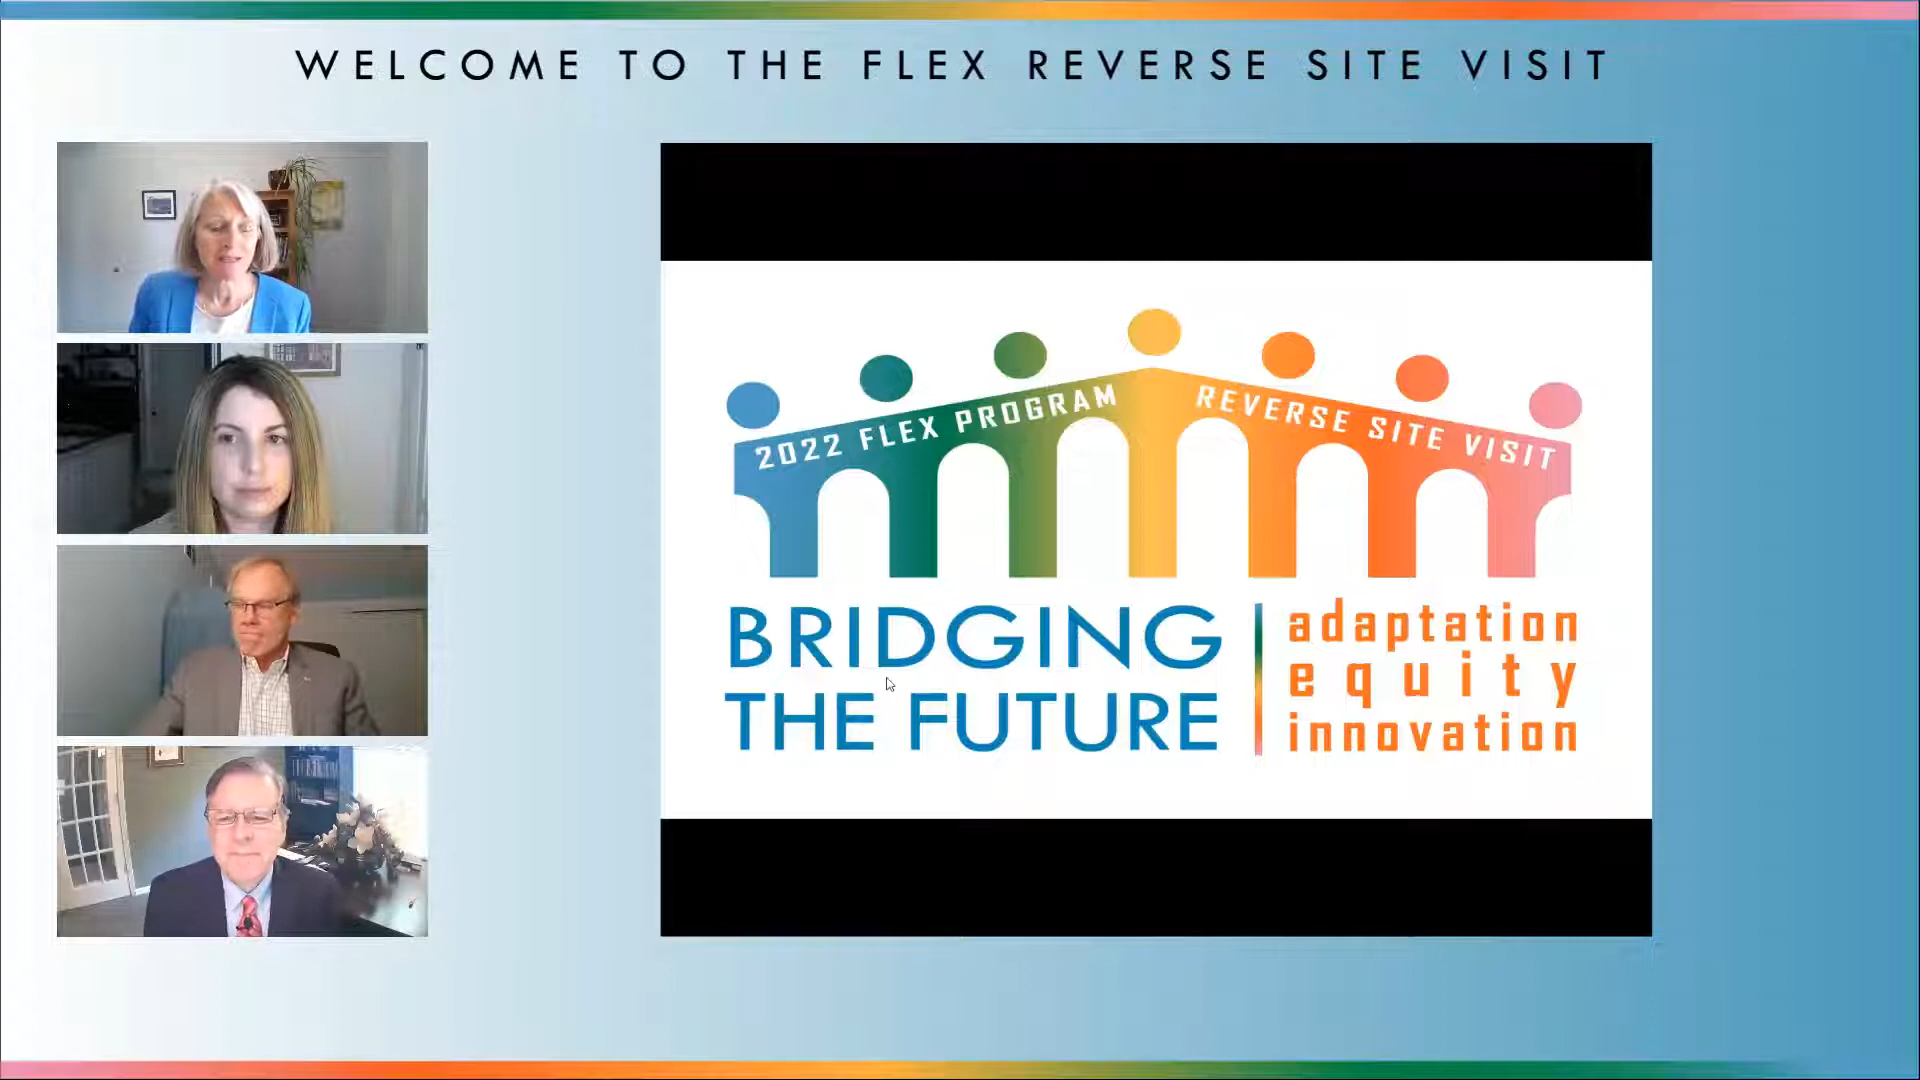 WELCOME TO THE FLEX REVERSE SITE VISIT
2022 FLEX PROGRAM REVERSE SITE VISIT
BRIDGING
THE FUTURE
adaptation
equity
innovation